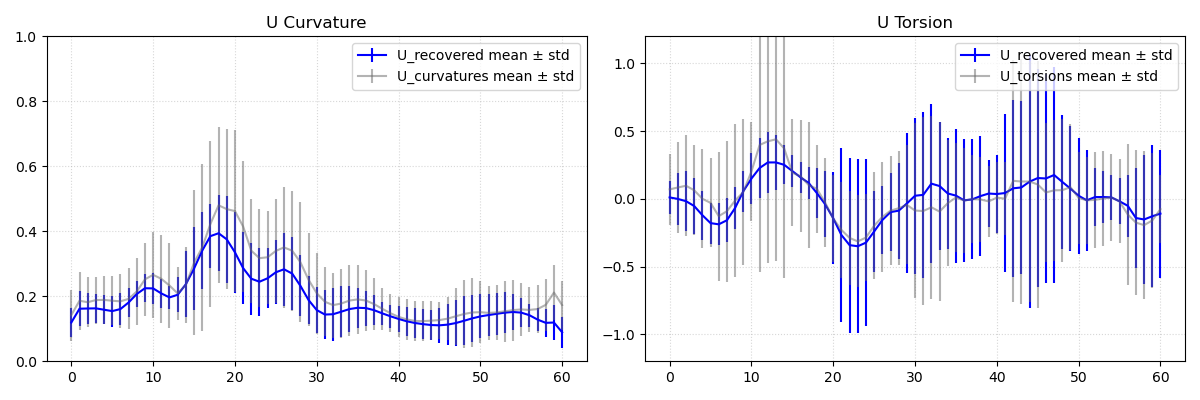 U Curvature
U_recovered mean ± std
U_curvatures mean ± std
1.0
0.8
0.6
0.4
0.2
0.0
0 10 20 30 40 50 60
U Torsion
U_recovered mean ± std
U_torsions mean ± std
1.0
0.5
0.0
−0.5
−1.0
0 10 20 30 40 50 60